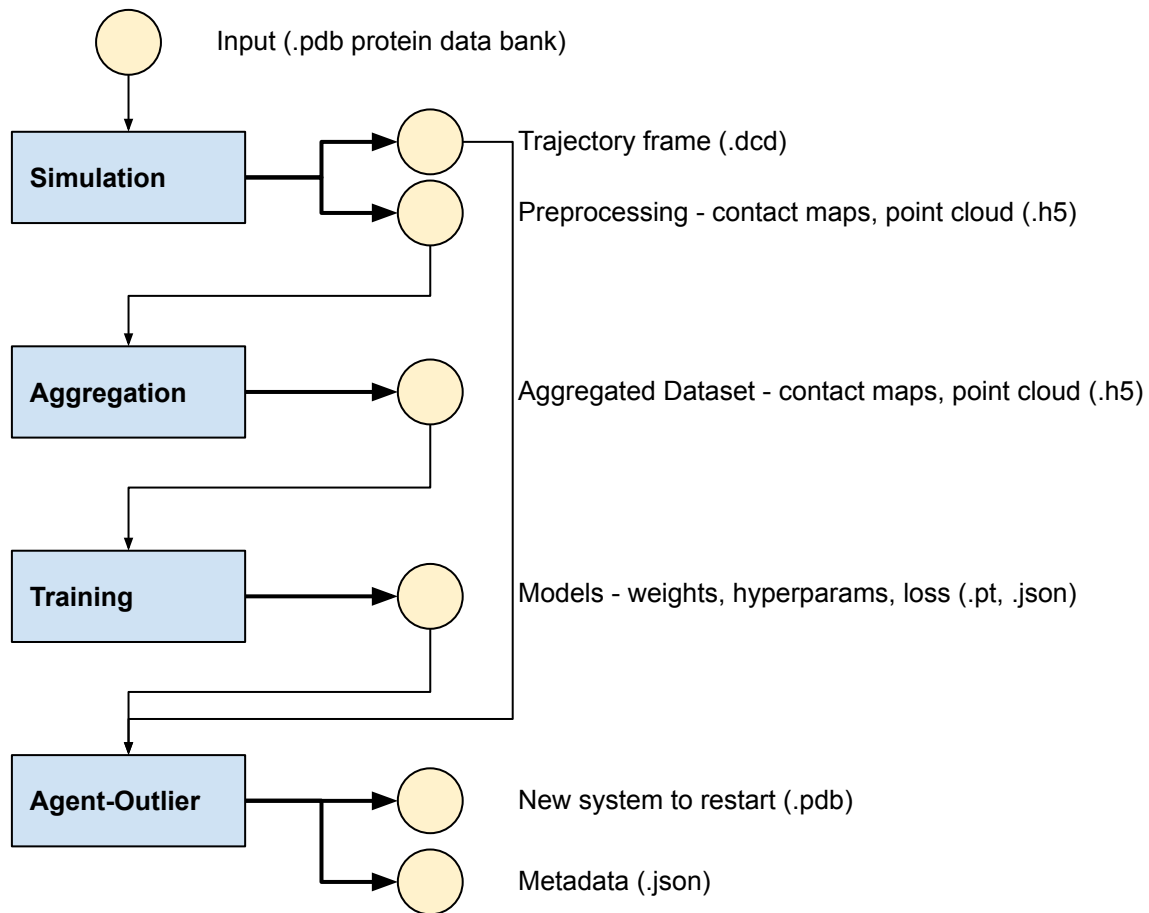 Input (.pdb protein data bank)
Simulation
Trajectory frame (.dcd)
Preprocessing - contact maps, point cloud (.h5)
Aggregation
Aggregated Dataset - contact maps, point cloud (.h5)
Training
Models - weights, hyperparams, loss (.pt, .json)
Agent-Outlier
New system to restart (.pdb)
Metadata (.json)